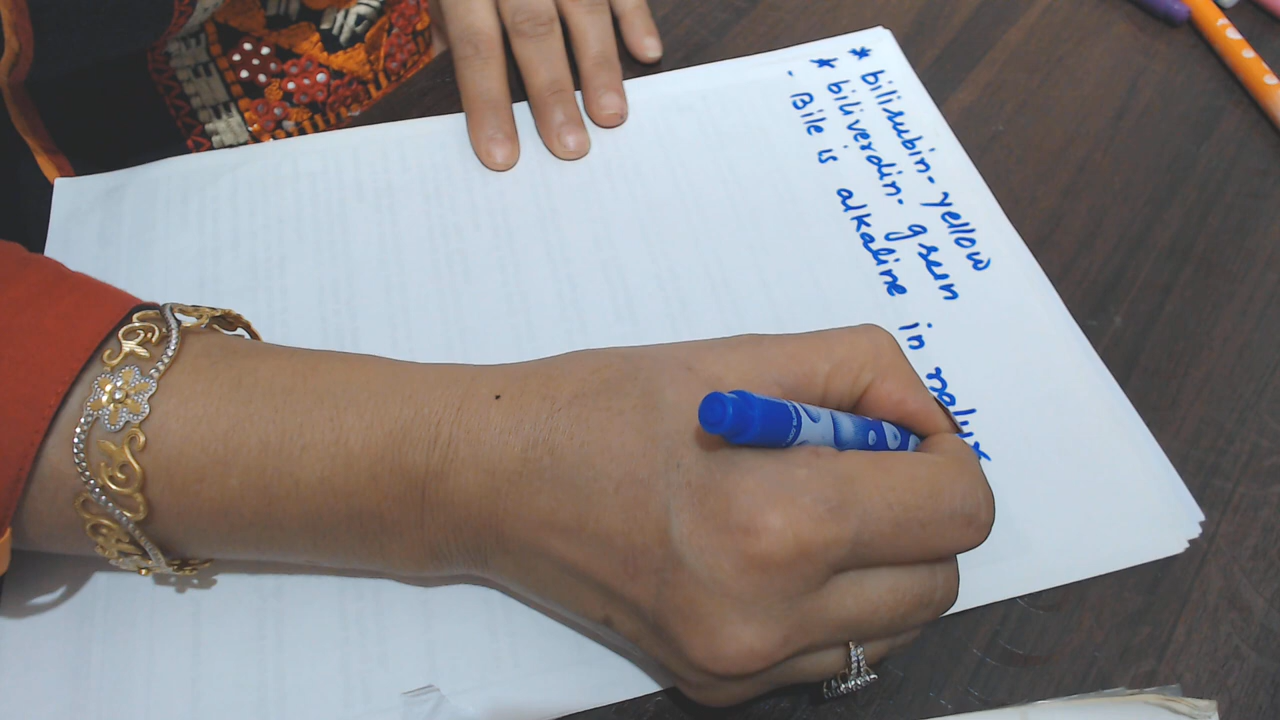 * bilirubin - yellow
* biliverdin - green
- Bile is alkaline in